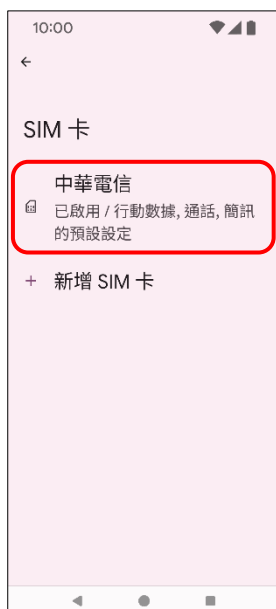 10:00
SIM 卡
中華電信
已啟用 / 行動數據, 通話, 簡訊
的預設設定
+ 新增 SIM 卡